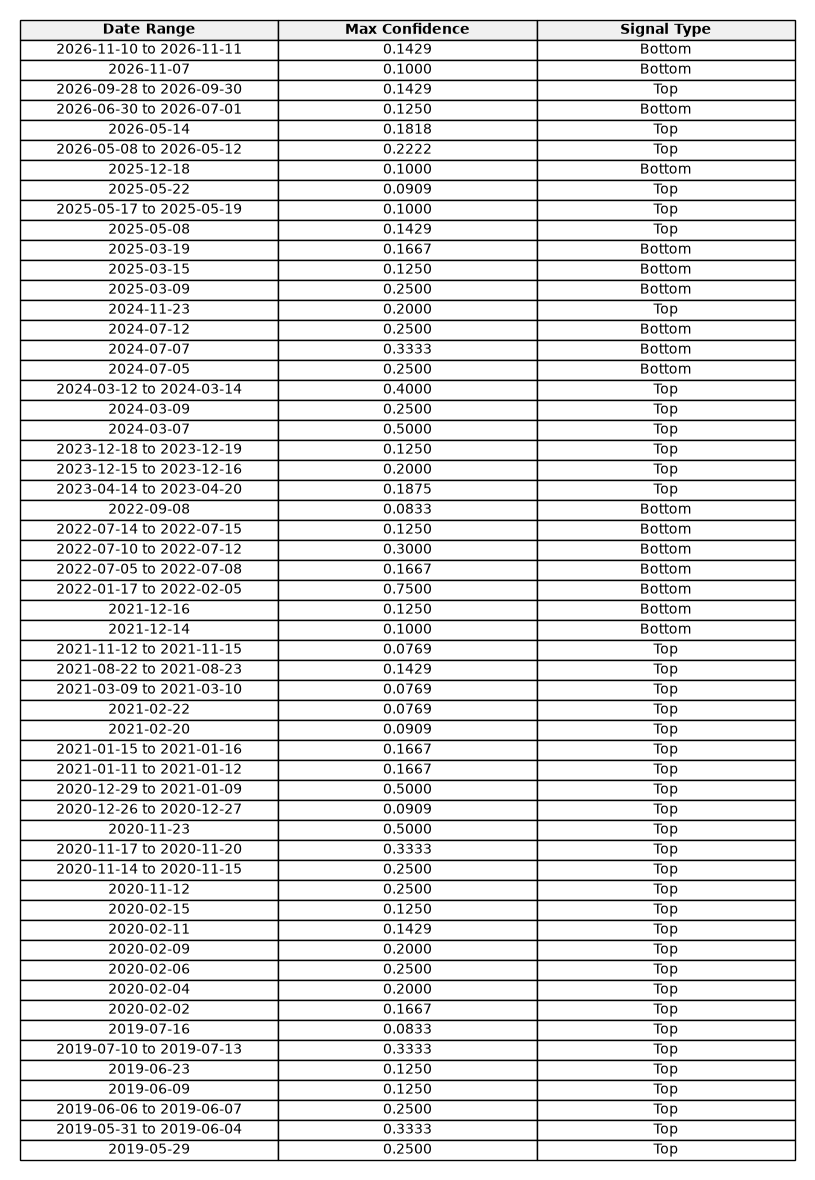 Date Range Max Confidence Signal Type
2026-11-10 to 2026-11-11 0.1429 Bottom
2026-11-07 0.1000 Bottom
2026-09-28 to 2026-09-30 0.1429 Top
2026-06-30 to 2026-07-01 0.1250 Bottom
2026-05-14 0.1818 Top
2026-05-08 to 2026-05-12 0.2222 Top
2025-12-18 0.1000 Bottom
2025-05-22 0.0909 Top
2025-05-17 to 2025-05-19 0.1000 Top
2025-05-08 0.1429 Top
2025-03-19 0.1667 Bottom
2025-03-15 0.1250 Bottom
2025-03-09 0.2500 Bottom
2024-11-23 0.2000 Top
2024-07-12 0.2500 Bottom
2024-07-07 0.3333 Bottom
2024-07-05 0.2500 Bottom
2024-03-12 to 2024-03-14 0.4000 Top
2024-03-09 0.2500 Top
2024-03-07 0.5000 Top
2023-12-18 to 2023-12-19 0.1250 Top
2023-12-15 to 2023-12-16 0.2000 Top
2023-04-14 to 2023-04-20 0.1875 Top
2022-09-08 0.0833 Bottom
2022-07-14 to 2022-07-15 0.1250 Bottom
2022-07-10 to 2022-07-12 0.3000 Bottom
2022-07-05 to 2022-07-08 0.1667 Bottom
2022-01-17 to 2022-02-05 0.7500 Bottom
2021-12-16 0.1250 Bottom
2021-12-14 0.1000 Bottom
2021-11-12 to 2021-11-15 0.0769 Top
2021-08-22 to 2021-08-23 0.1429 Top
2021-03-09 to 2021-03-10 0.0769 Top
2021-02-22 0.0769 Top
2021-02-20 0.0909 Top
2021-01-15 to 2021-01-16 0.1667 Top
2021-01-11 to 2021-01-12 0.1667 Top
2020-12-29 to 2021-01-09 0.5000 Top
2020-12-26 to 2020-12-27 0.0909 Top
2020-11-23 0.5000 Top
2020-11-17 to 2020-11-20 0.3333 Top
2020-11-14 to 2020-11-15 0.2500 Top
2020-11-12 0.2500 Top
2020-02-15 0.1250 Top
2020-02-11 0.1429 Top
2020-02-09 0.2000 Top
2020-02-06 0.2500 Top
2020-02-04 0.2000 Top
2020-02-02 0.1667 Top
2019-07-16 0.0833 Top
2019-07-10 to 2019-07-13 0.3333 Top
2019-06-23 0.1250 Top
2019-06-09 0.1250 Top
2019-06-06 to 2019-06-07 0.2500 Top
2019-05-31 to 2019-06-04 0.3333 Top
2019-05-29 0.2500 Top